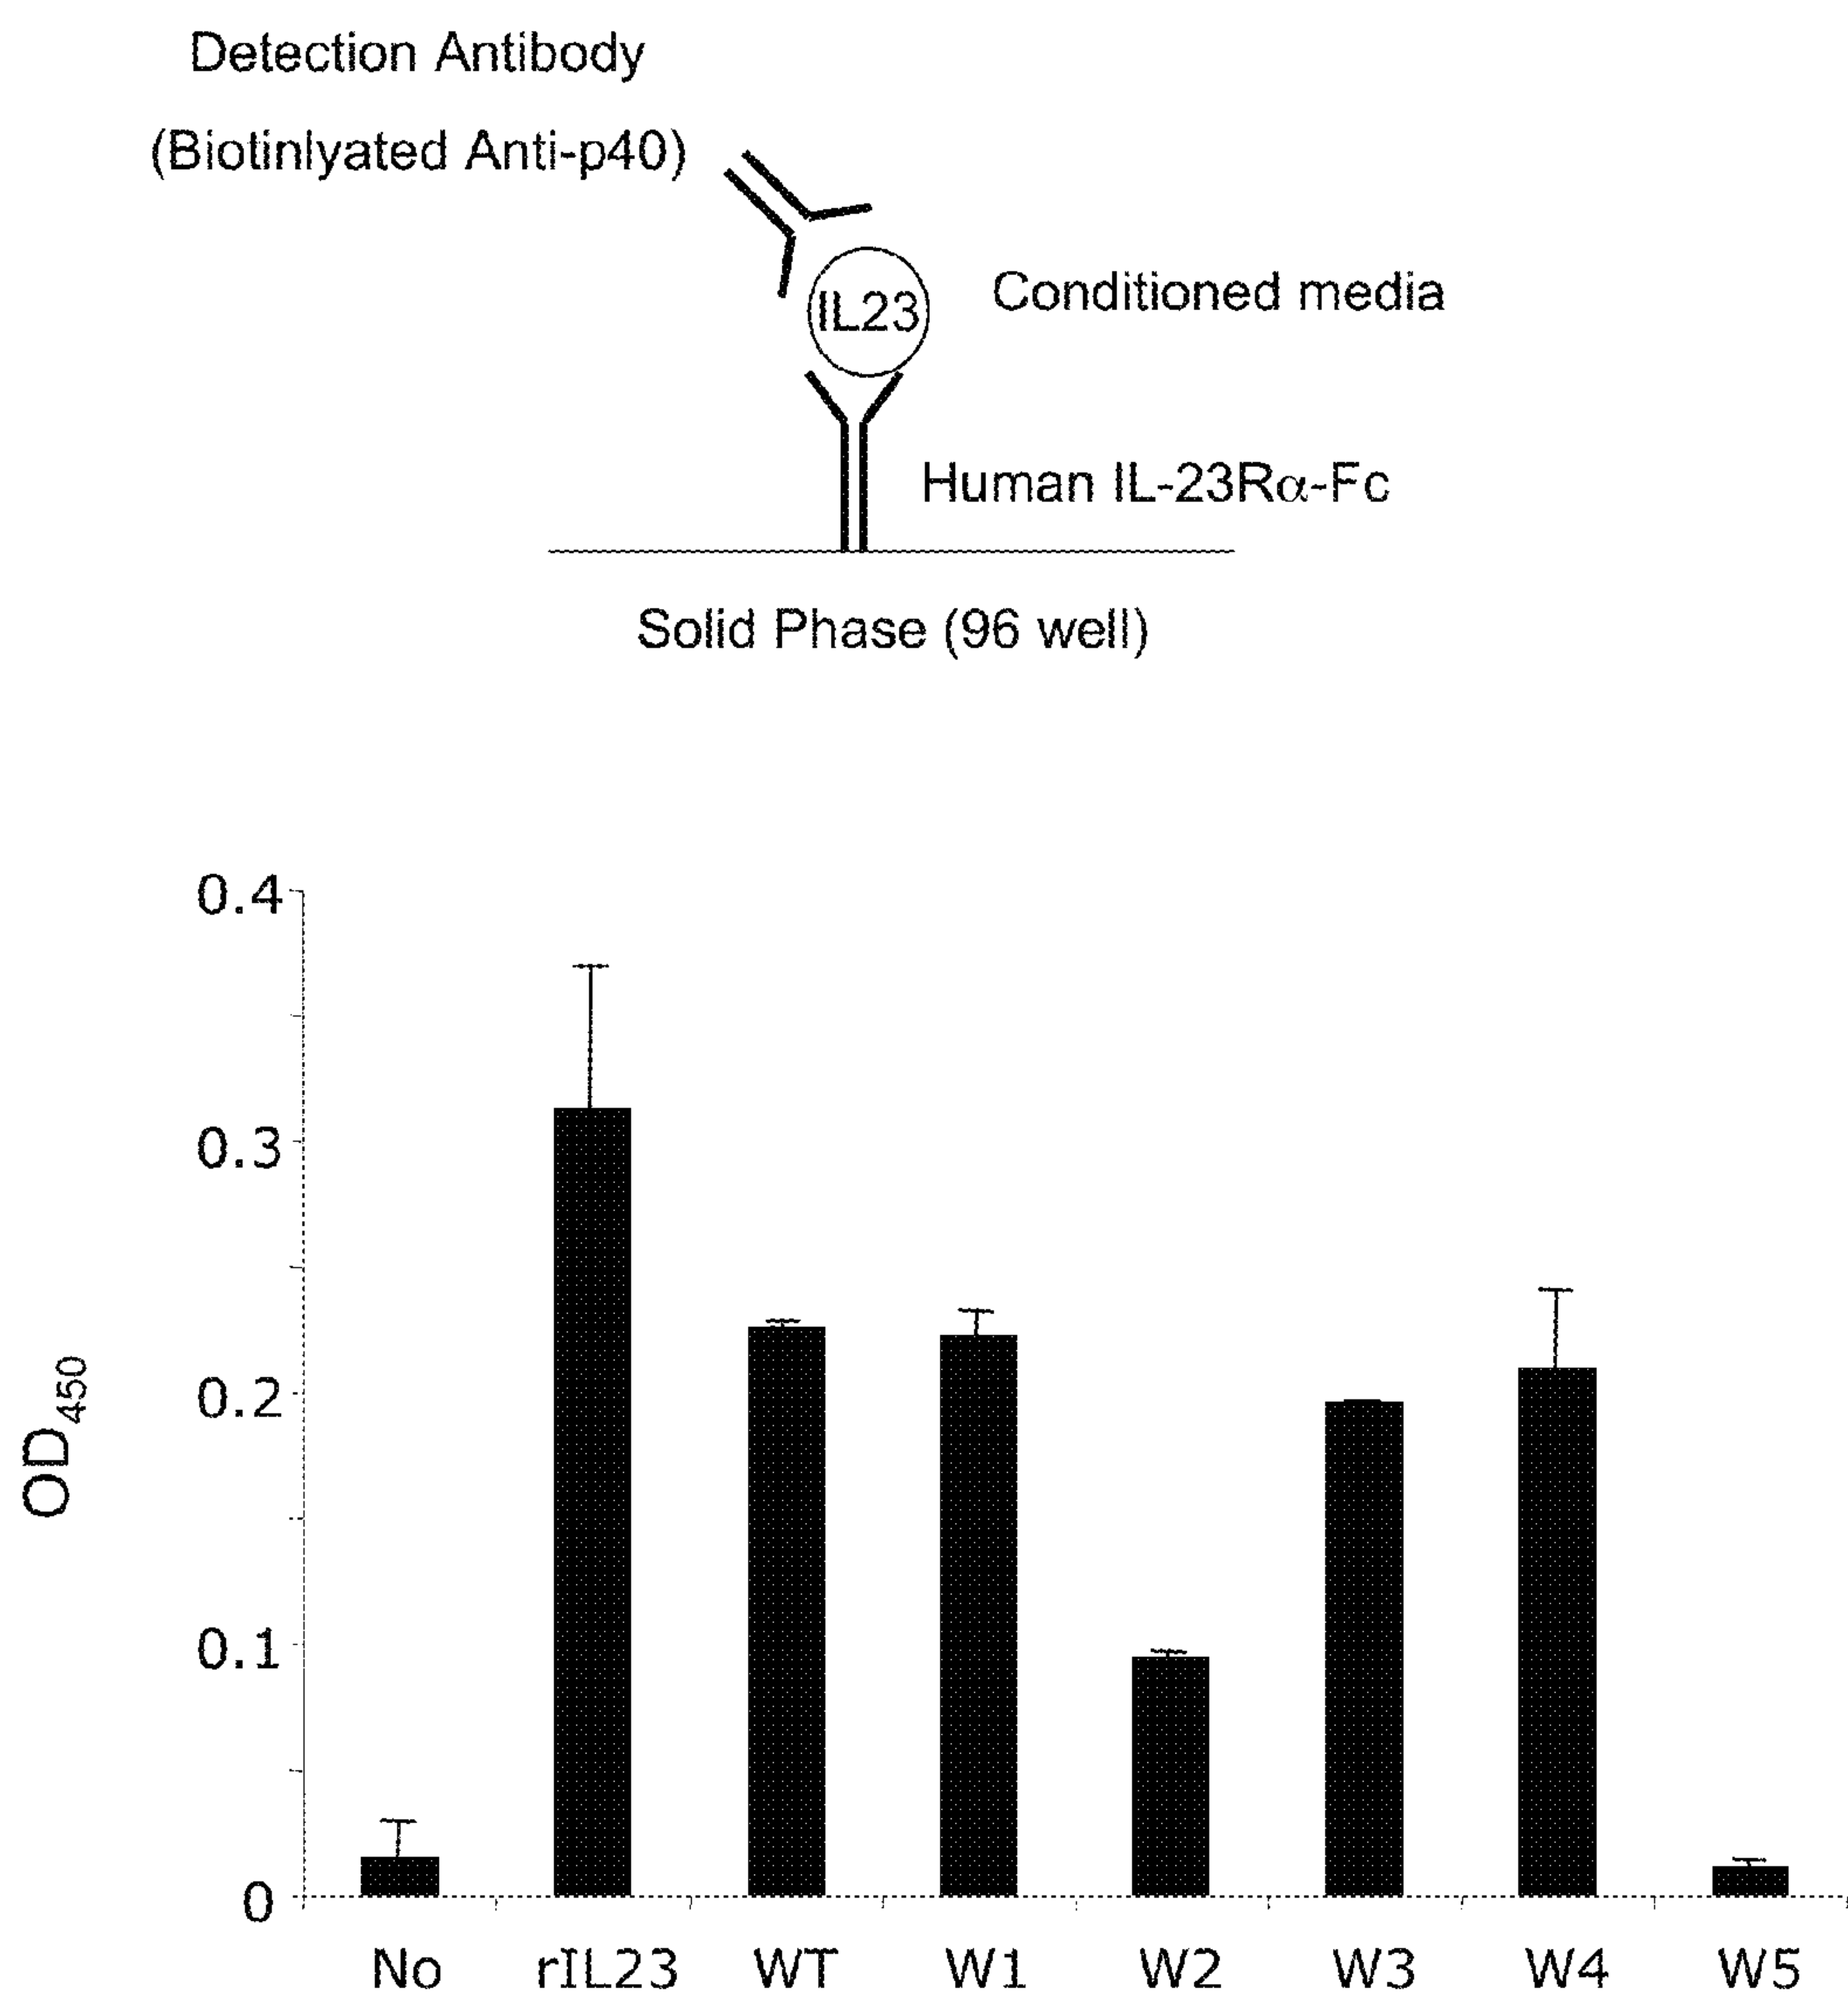 Detection Antibody
(Biotinlyated Anti-p40)
IL23
Conditioned media
Human IL-23Rα-Fc
Solid Phase (96 well)
0.4
0.3
0.2
0.1
0
OD450
No rIL23 WT W1 W2 W3 W4 W5